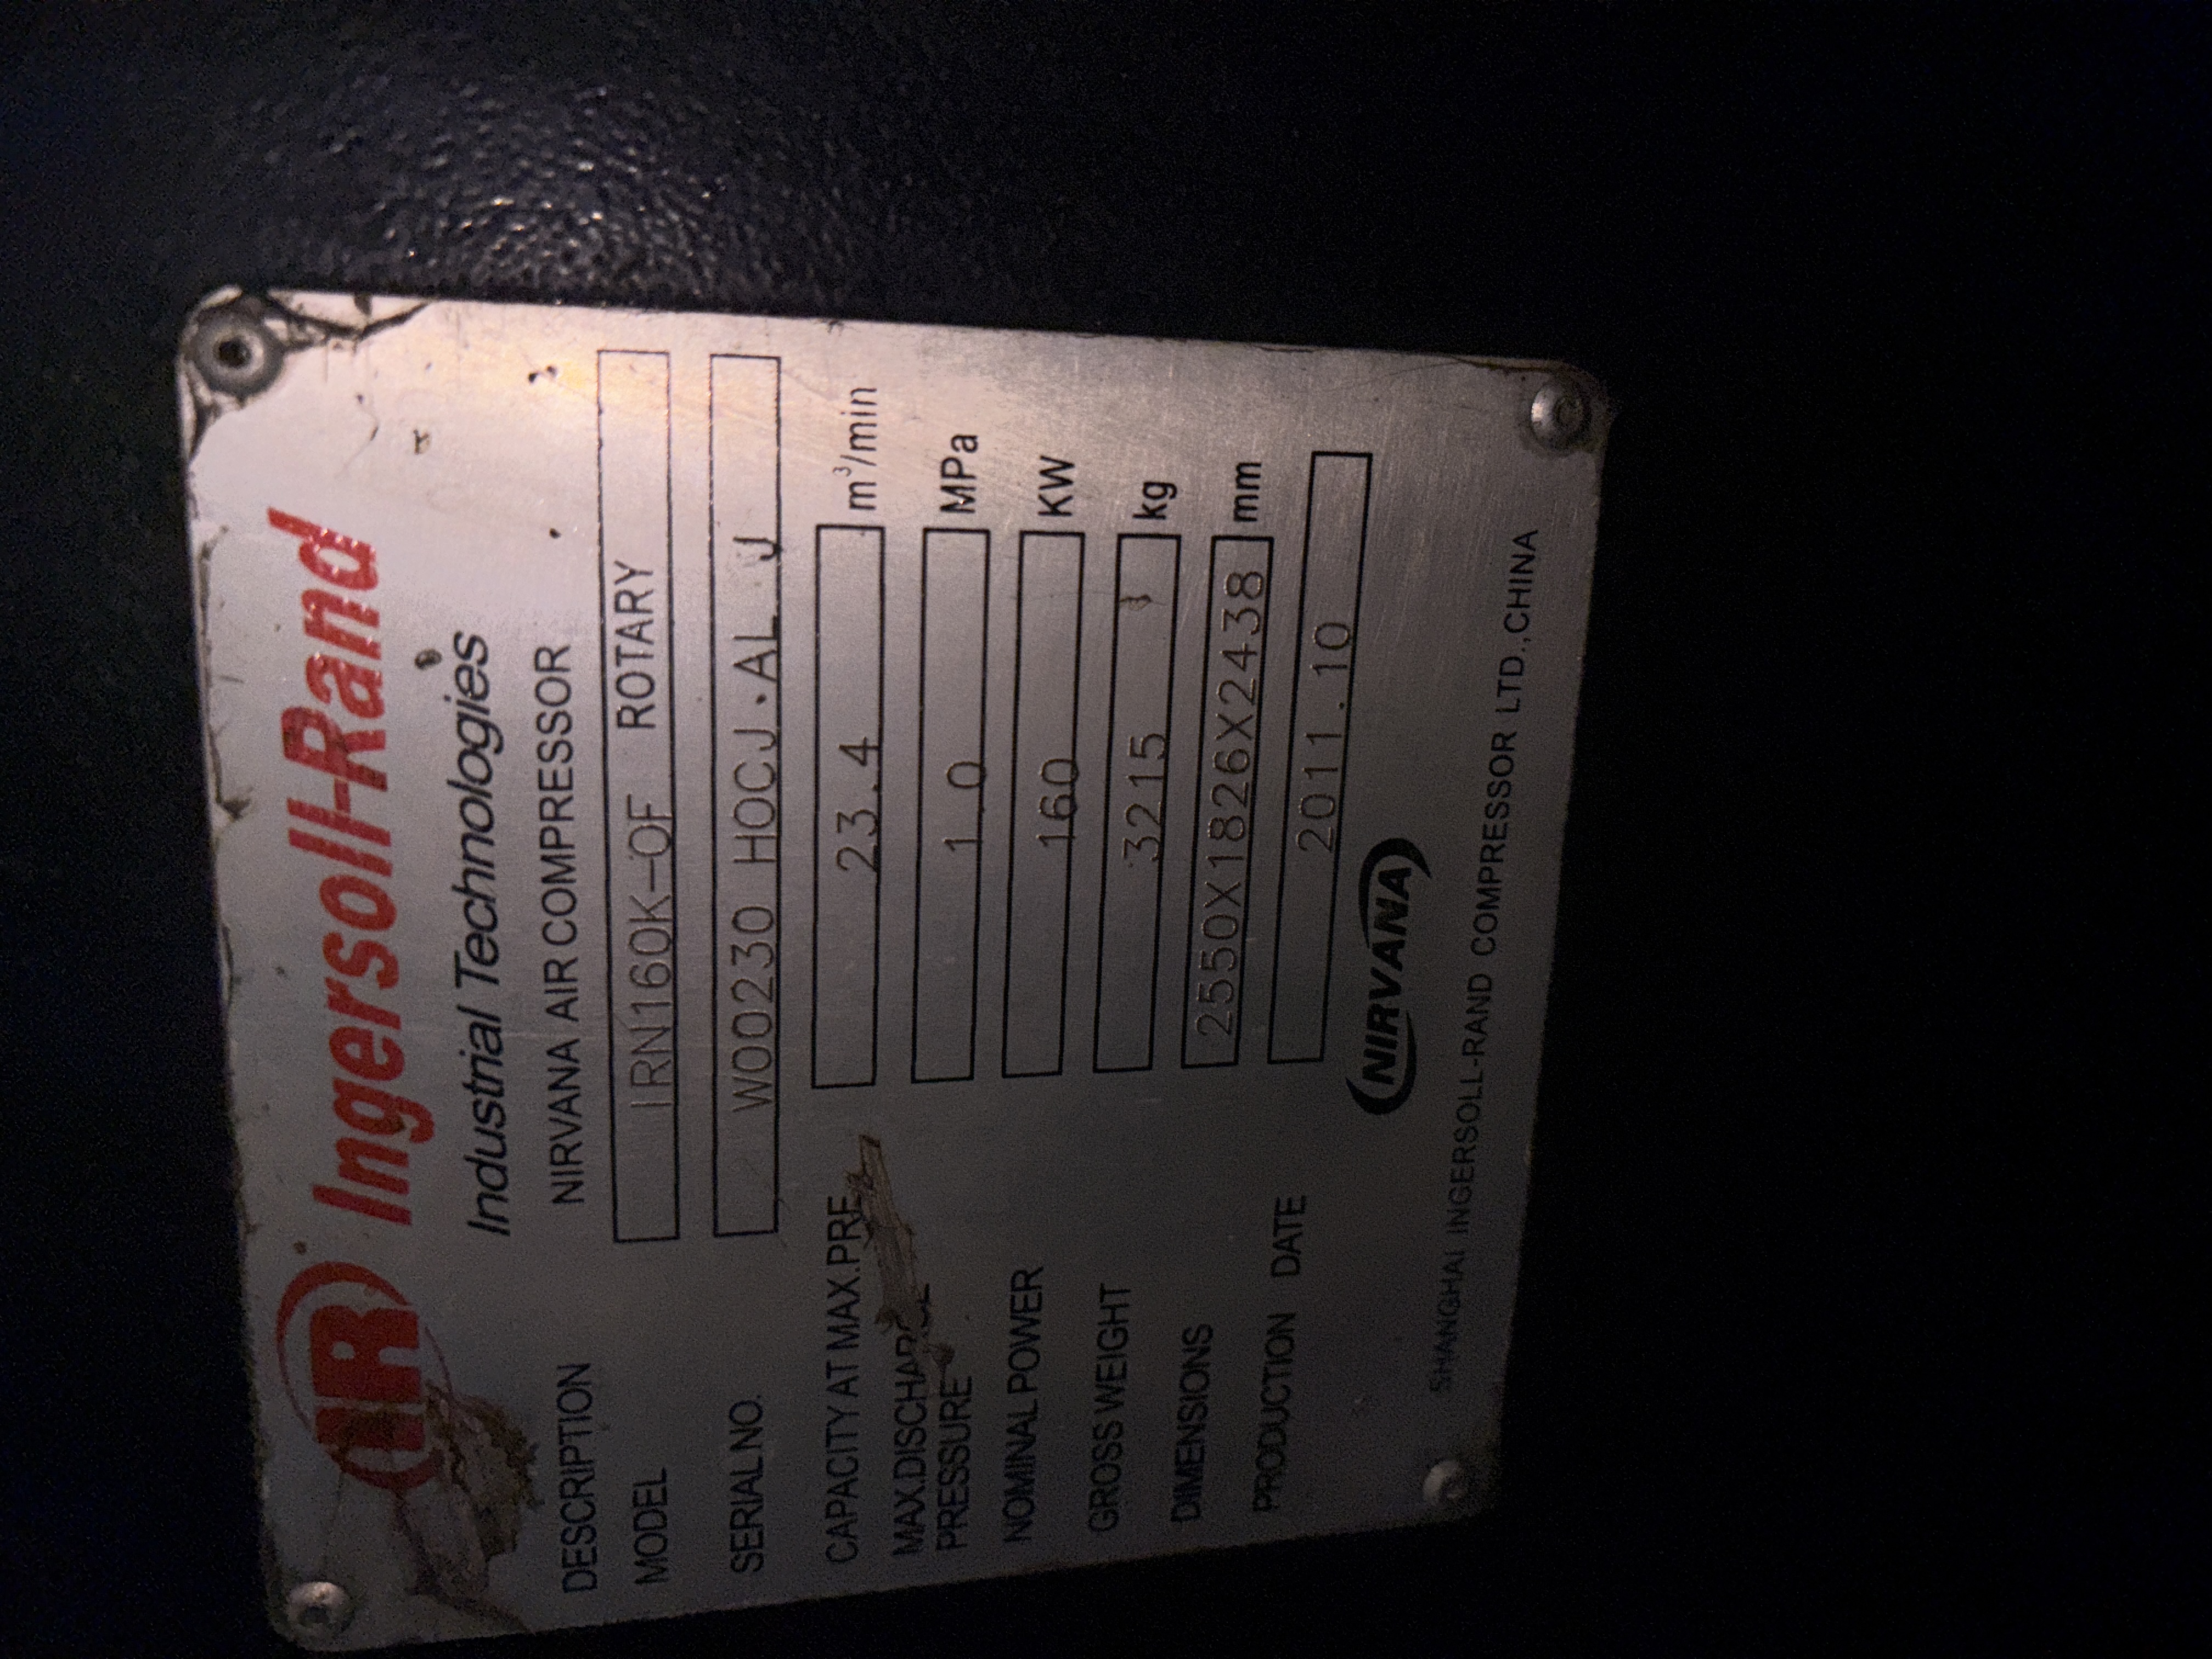 IR Ingersoll-Rand
Industrial Technologies
DESCRIPTION NIRVANA AIR COMPRESSOR
MODEL IRN160K-OF ROTARY
SERIAL NO. W00230 HOCJ·AL J
CAPACITY AT MAX.PRE 23.4 m³/min
MAX.DISCHARGE
PRESSURE 1.0 MPa
NOMINAL POWER 160 KW
GROSS WEIGHT 3215 kg
DIMENSIONS 2550X1826X2438 mm
PRODUCTION DATE 2011.10
NIRVANA
SHANGHAI INGERSOLL-RAND COMPRESSOR LTD.,CHINA